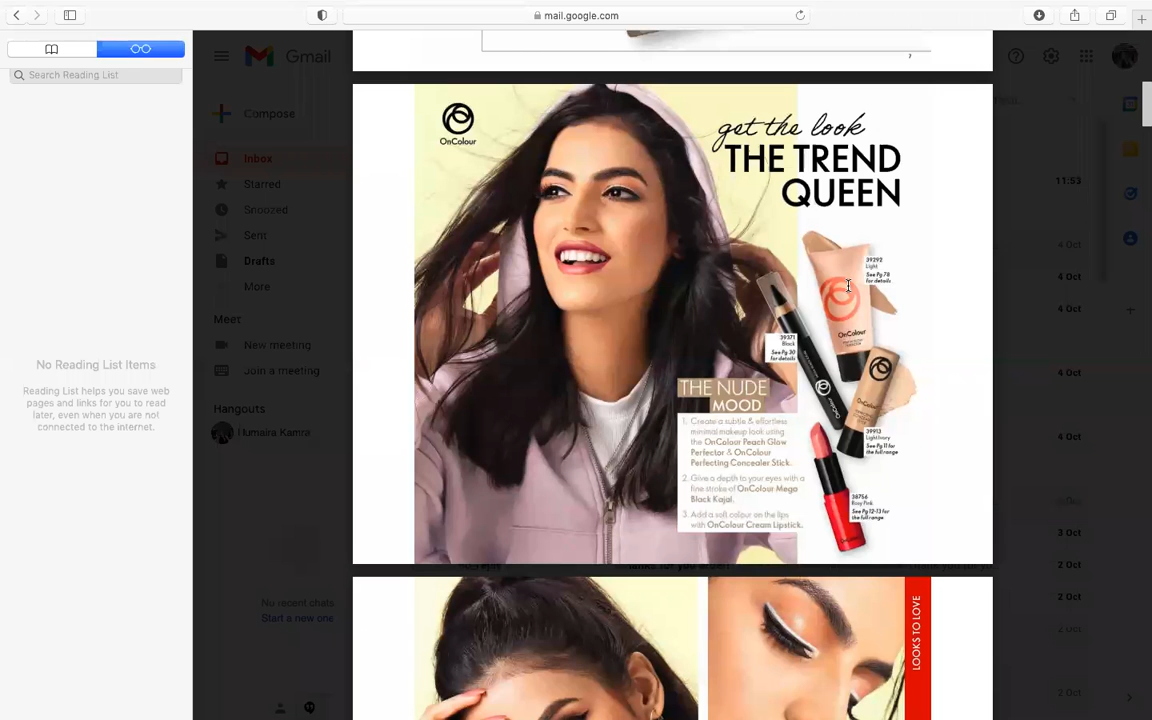 mail.google.com
Search Reading List
No Reading List Items
Reading List helps you save web
pages and links for you to read
later, even when you are not
connected to the internet.
Gmail
Compose
Inbox
Starred
Snoozed
Sent
Drafts
More
Meet
New meeting
Join a meeting
Hangouts
Humaira Kamra
No recent chats
Start a new one
7
OnColour
get the look
THE TREND
QUEEN
39292
Light
See Pg 78
for details
OnColour
39371
Black
See Pg 30
for details
THE NUDE
MOOD
1. Create a subtle & effortless
minimal makeup look using
the OnColour Peach Glow
Perfector & OnColour
Perfecting Concealer Stick.
2. Give a depth to your eyes with a
fine stroke of OnColour Mega
Black Kajal.
3. Add a soft colour on the lips
with OnColour Cream Lipstick.
39913
Light Ivory
See Pg 11 for
the full range
38756
Rosy Pink
See Pg 12-13 for
the full range
LOOKS TO LOVE
11:53
4 Oct
4 Oct
4 Oct
4 Oct
4 Oct
3 Oct
2 Oct
2 Oct
2 Oct
2 Oct